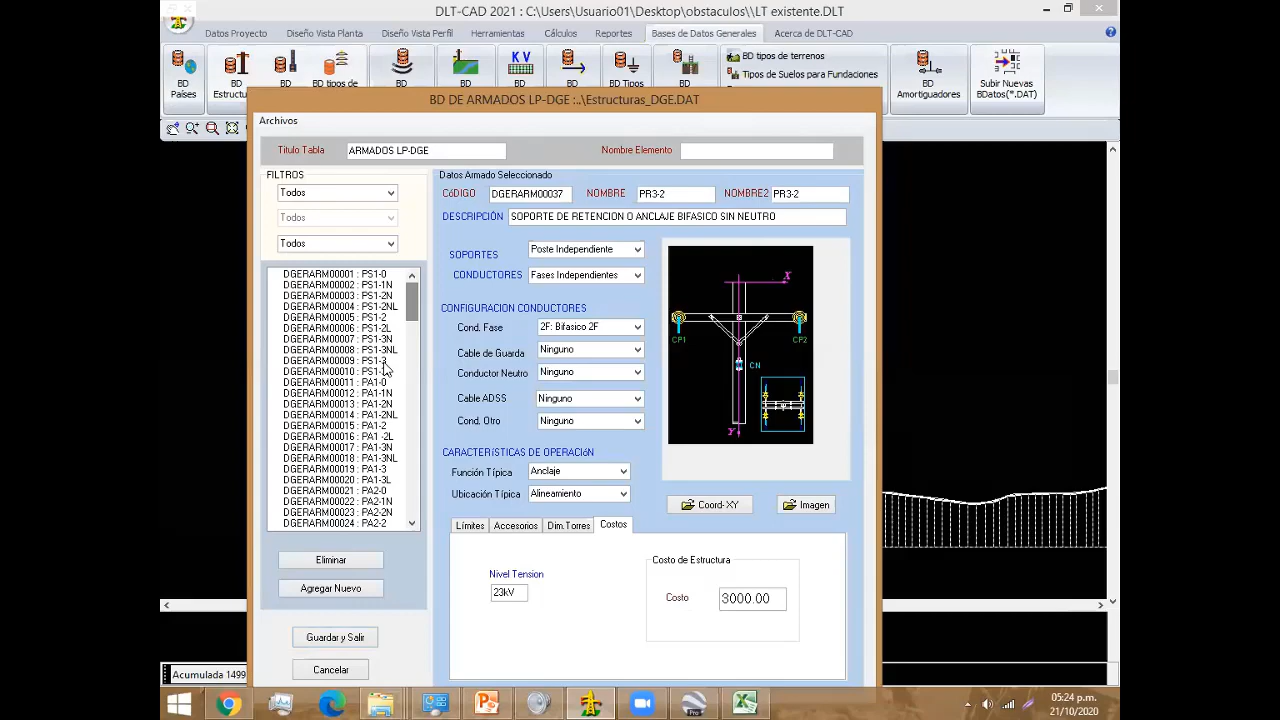 DLT-CAD 2021 : C:\Users\Usuario01\Desktop\obstaculos\\LT existente.DLT
Datos Proyecto
Diseño Vista Planta
Diseño Vista Perfil
Herramientas
Cálculos
Reportes
Bases de Datos Generales
Acerca de DLT-CAD
BD Países
BD Estructu
BD
BD tipos de
KV
BD
BD Tipos
BD
BD tipos de terrenos
Tipos de Suelos para Fundaciones
BD Amortiguadores
Subir Nuevas BDatos(*.DAT)
BD DE ARMADOS LP-DGE :..\Estructuras_DGE.DAT
Archivos
Titulo Tabla ARMADOS LP-DGE Nombre Elemento
FILTROS
Todos
Todos
Todos
DGERARM00001 : PS1-0
DGERARM00002 : PS1-1N
DGERARM00003 : PS1-2N
DGERARM00004 : PS1-2NL
DGERARM00005 : PS1-2
DGERARM00006 : PS1-2L
DGERARM00007 : PS1-3N
DGERARM00008 : PS1-3NL
DGERARM00009 : PS1-3
DGERARM00010 : PS1-
DGERARM00011 : PA1-0
DGERARM00012 : PA1-1N
DGERARM00013 : PA1-2N
DGERARM00014 : PA1-2NL
DGERARM00015 : PA1-2
DGERARM00016 : PA1-2L
DGERARM00017 : PA1-3N
DGERARM00018 : PA1-3NL
DGERARM00019 : PA1-3
DGERARM00020 : PA1-3L
DGERARM00021 : PA2-0
DGERARM00022 : PA2-1N
DGERARM00023 : PA2-2N
DGERARM00024 : PA2-2
Eliminar
Agregar Nuevo
Guardar y Salir
Cancelar
Datos Armado Seleccionado
CóDIGO DGERARM00037 NOMBRE PR3-2 NOMBRE2 PR3-2
DESCRIPCIÓN SOPORTE DE RETENCION O ANCLAJE BIFASICO SIN NEUTRO
SOPORTES Poste Independiente
CONDUCTORES Fases Independientes
CONFIGURACION CONDUCTORES
Cond. Fase 2F: Bifasico 2F
Cable de Guarda Ninguno
Conductor Neutro Ninguno
Cable ADSS Ninguno
Cond. Otro Ninguno
CARACTERíSTICAS DE OPERACIóN
Función Típica Anclaje
Ubicación Típica Alineamiento
X
CP1
CP2
CN
Y
Coord-XY
Imagen
Límites
Accesorios
Dim.Torres
Costos
Nivel Tension
23kV
Costo de Estructura
Costo 3000.00
Acumulada 1499
Pro
05:24 p.m.
21/10/2020